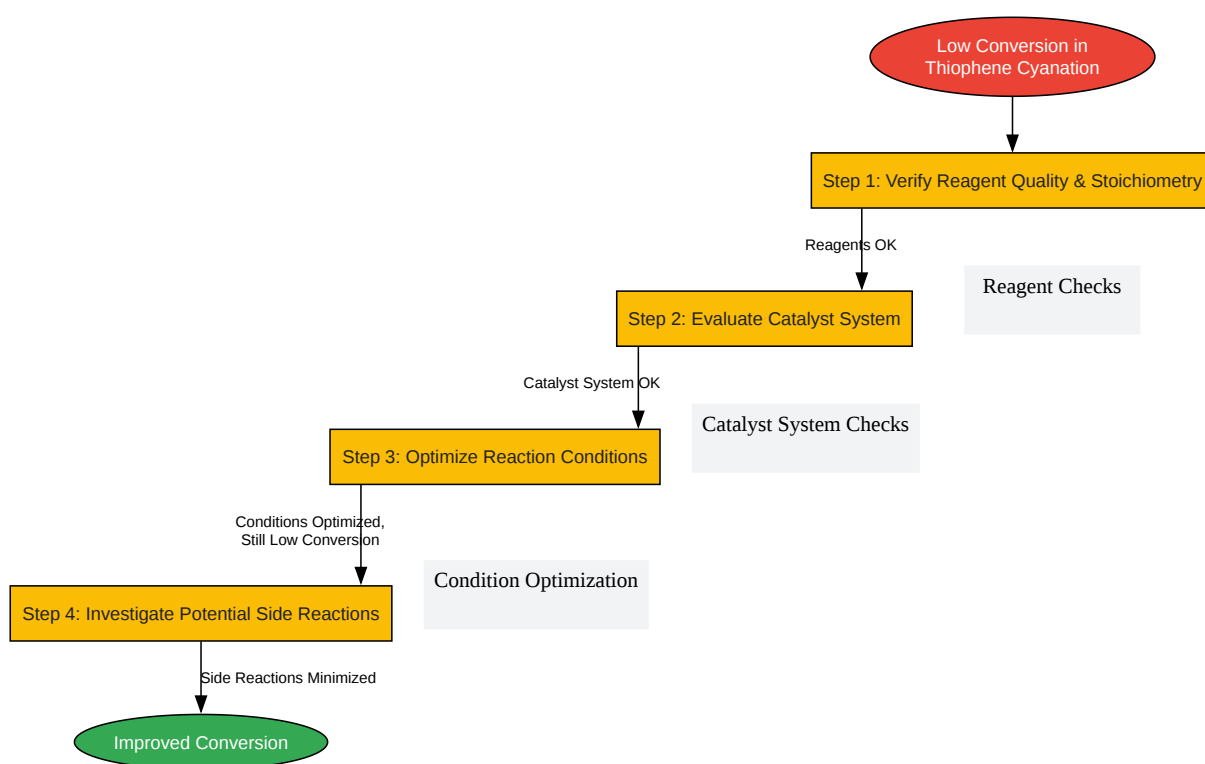 Low Conversion in
Thiophene Cyanation
Step 1: Verify Reagent Quality & Stoichiometry
Reagents OK
Reagent Checks
Step 2: Evaluate Catalyst System
Catalyst System OK
Catalyst System Checks
Step 3: Optimize Reaction Conditions
Conditions Optimized,
Still Low Conversion
Condition Optimization
Step 4: Investigate Potential Side Reactions
Side Reactions Minimized
Improved Conversion